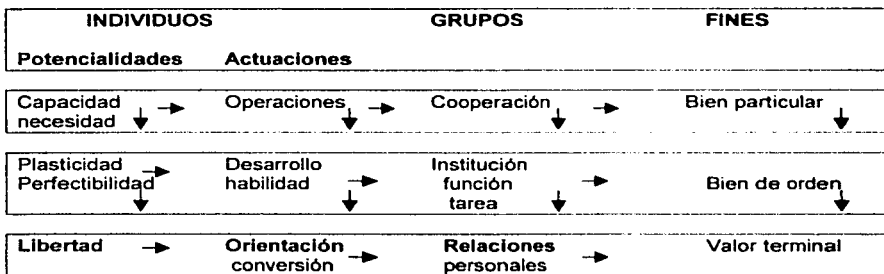 INDIVIDUOS GRUPOS FINES
Potencialidades Actuaciones
Capacidad Operaciones Cooperación Bien particular
necesidad
Plasticidad Desarrollo Institución
Perfectibilidad habilidad función Bien de orden
tarea
Libertad Orientación Relaciones Valor terminal
conversión personales